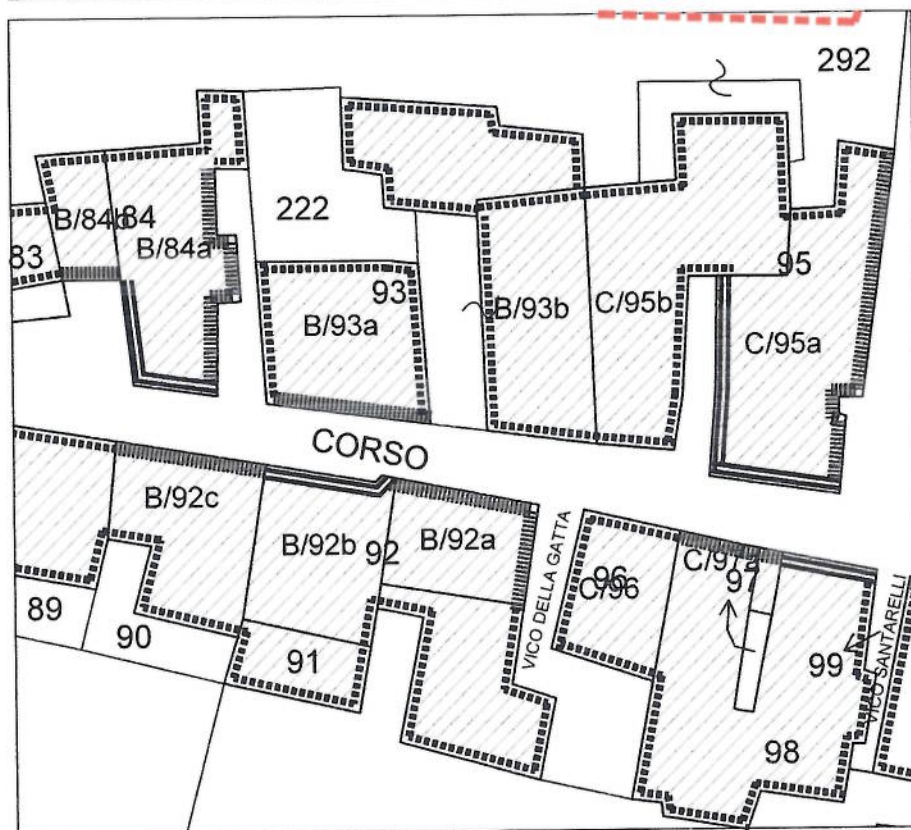 292
B/84b
84
B/84a
83
222
93
B/93a
B/93b
C/95b
95
C/95a
CORSO
B/92c
B/92b
92
B/92a
VICO DELLA GATTA
C/96
96
C/97a
97
VICO SANTARELLI
89
90
91
99
98